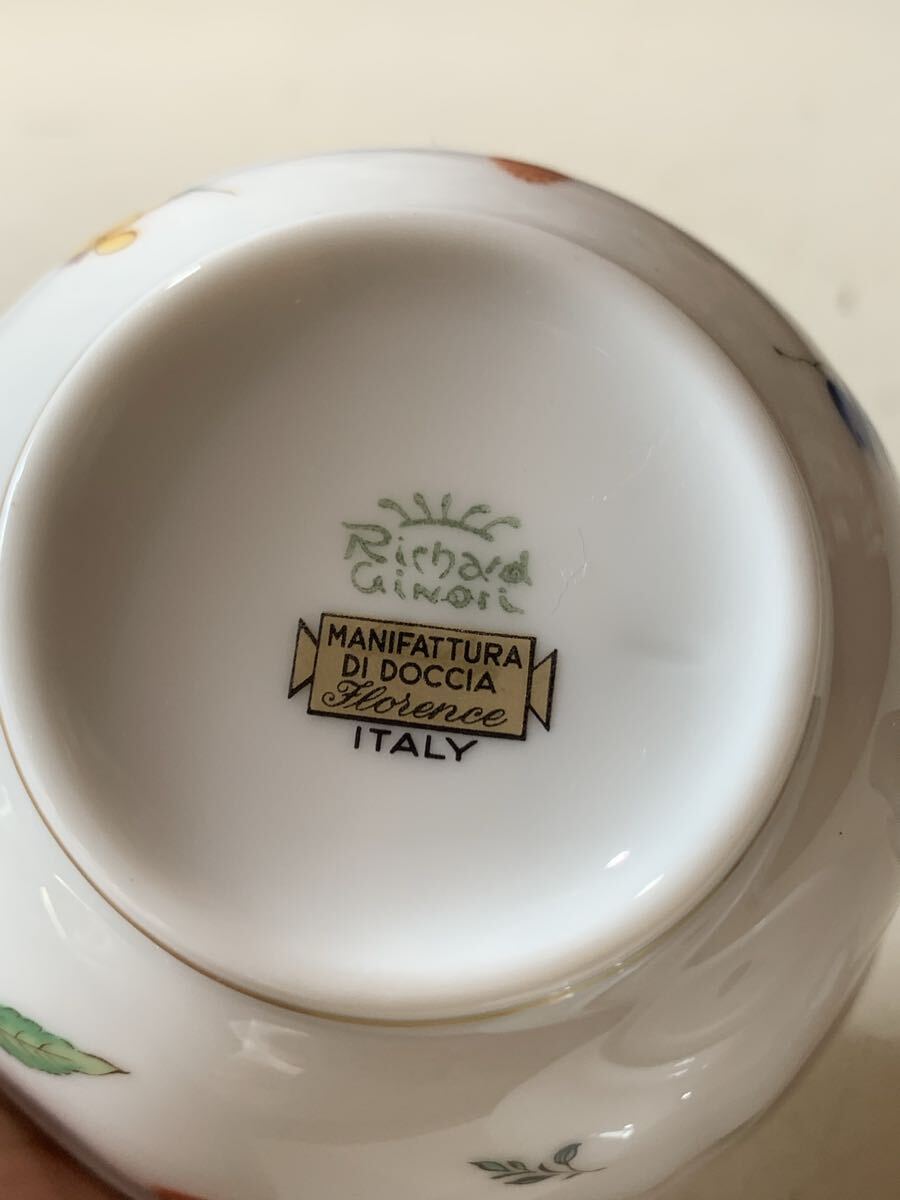 Richard
Ginori
MANIFATTURA
DI DOCCIA
Florence
ITALY